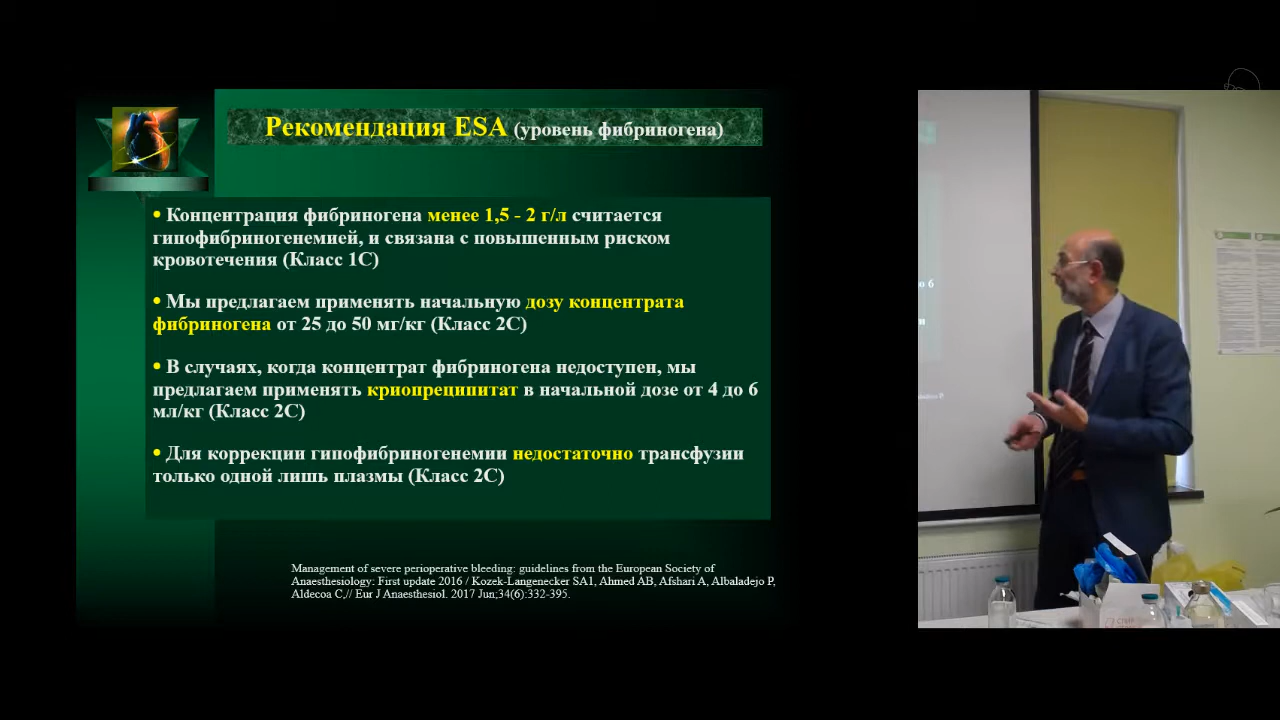 Рекомендация ESA (уровень фибриногена)
• Концентрация фибриногена менее 1,5 - 2 г/л считается
гипофибриногенемией, и связана с повышенным риском
кровотечения (Класс 1С)
• Мы предлагаем применять начальную дозу концентрата
фибриногена от 25 до 50 мг/кг (Класс 2С)
• В случаях, когда концентрат фибриногена недоступен, мы
предлагаем применять криопреципитат в начальной дозе от 4 до 6
мл/кг (Класс 2С)
• Для коррекции гипофибриногенемии недостаточно трансфузии
только одной лишь плазмы (Класс 2С)
Management of severe perioperative bleeding: guidelines from the European Society of
Anaesthesiology: First update 2016 / Kozek-Langenecker SA1, Ahmed AB, Afshari A, Albaladejo P,
Aldecoa C,// Eur J Anaesthesiol. 2017 Jun;34(6):332-395.